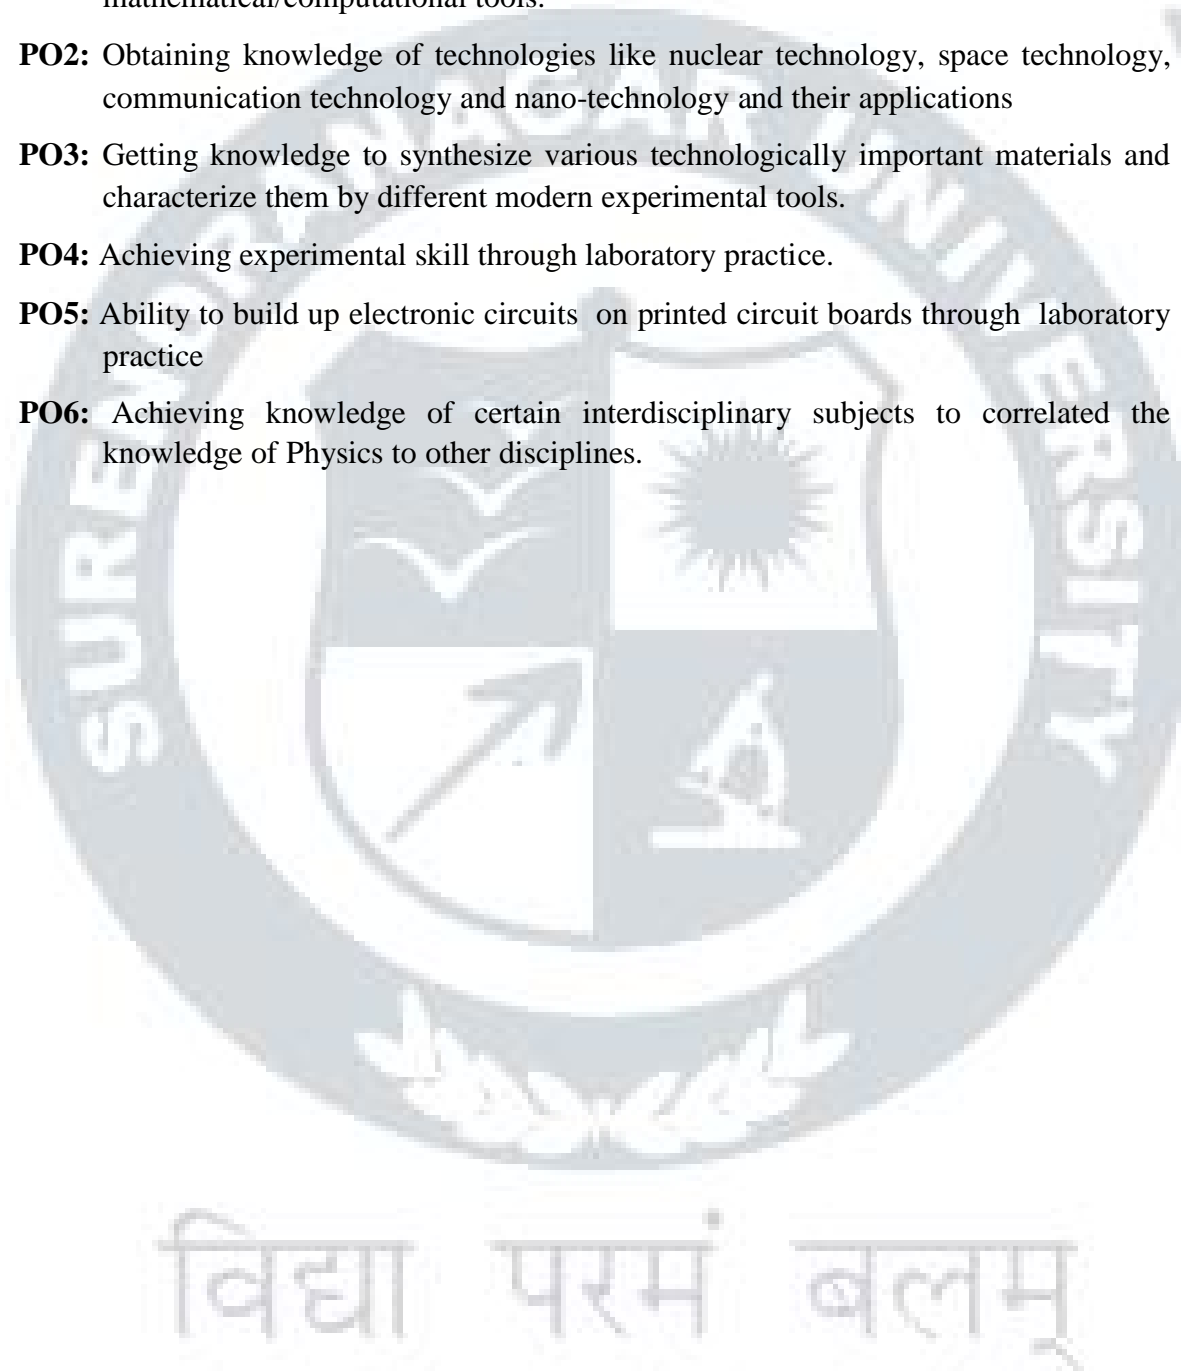 mathematical/computational tools.
PO2: Obtaining knowledge of technologies like nuclear technology, space technology,
communication technology and nano-technology and their applications
PO3: Getting knowledge to synthesize various technologically important materials and
characterize them by different modern experimental tools.
PO4: Achieving experimental skill through laboratory practice.
PO5: Ability to build up electronic circuits on printed circuit boards through laboratory
practice
PO6: Achieving knowledge of certain interdisciplinary subjects to correlated the
knowledge of Physics to other disciplines.
SURENDRANAGAR UNIVERSITY
विद्या परमं बलम्